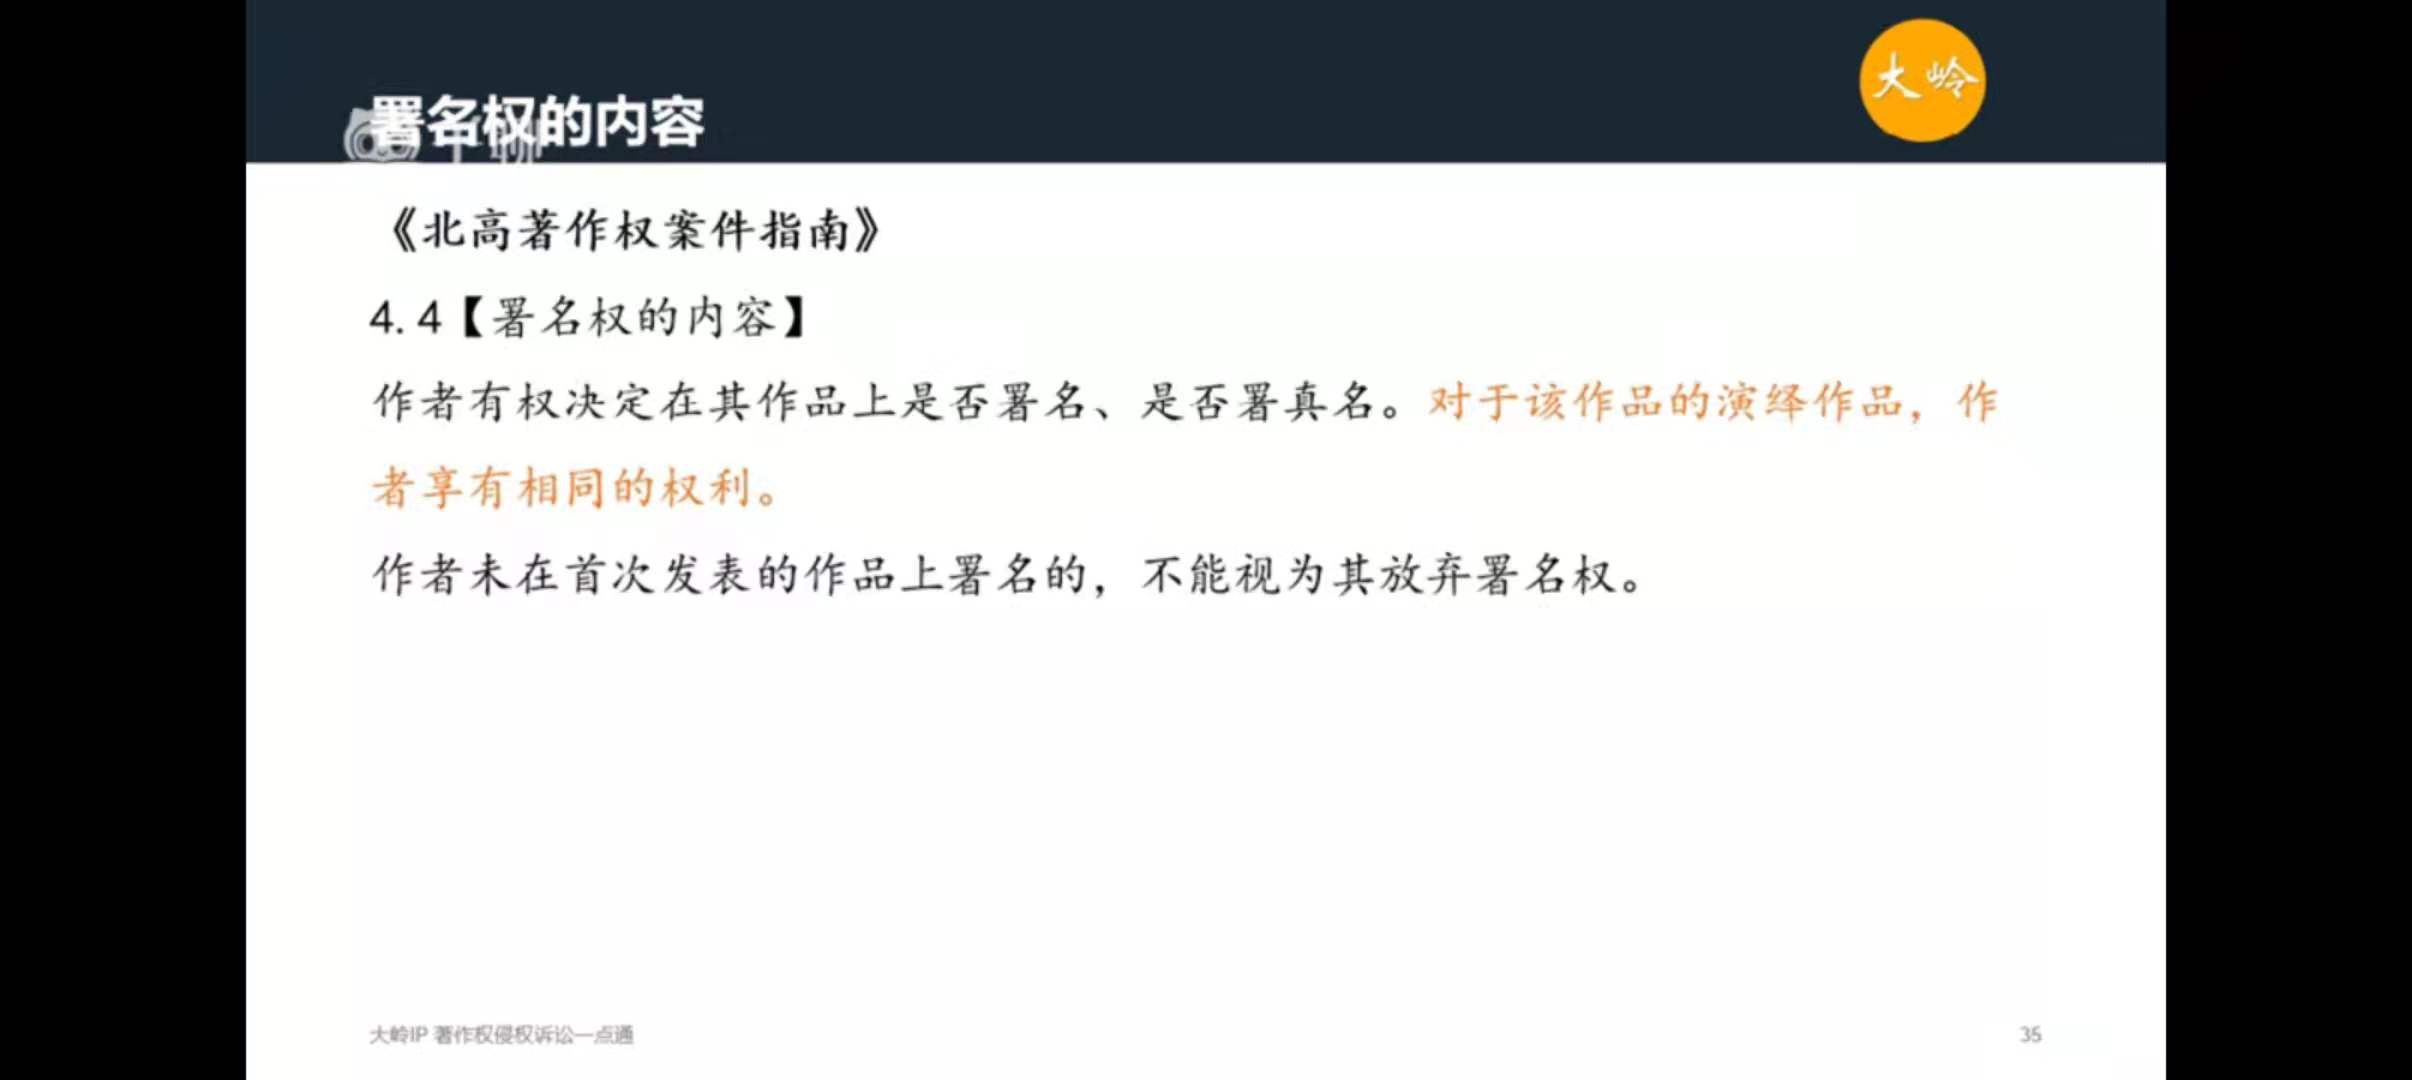 大岭
署名权的内容
《北高著作权案件指南》
4.4【署名权的内容】
作者有权决定在其作品上是否署名、是否署真名。对于该作品的演绎作品，作
者享有相同的权利。
作者未在首次发表的作品上署名的，不能视为其放弃署名权。
大岭IP 著作权侵权诉讼一点通
35